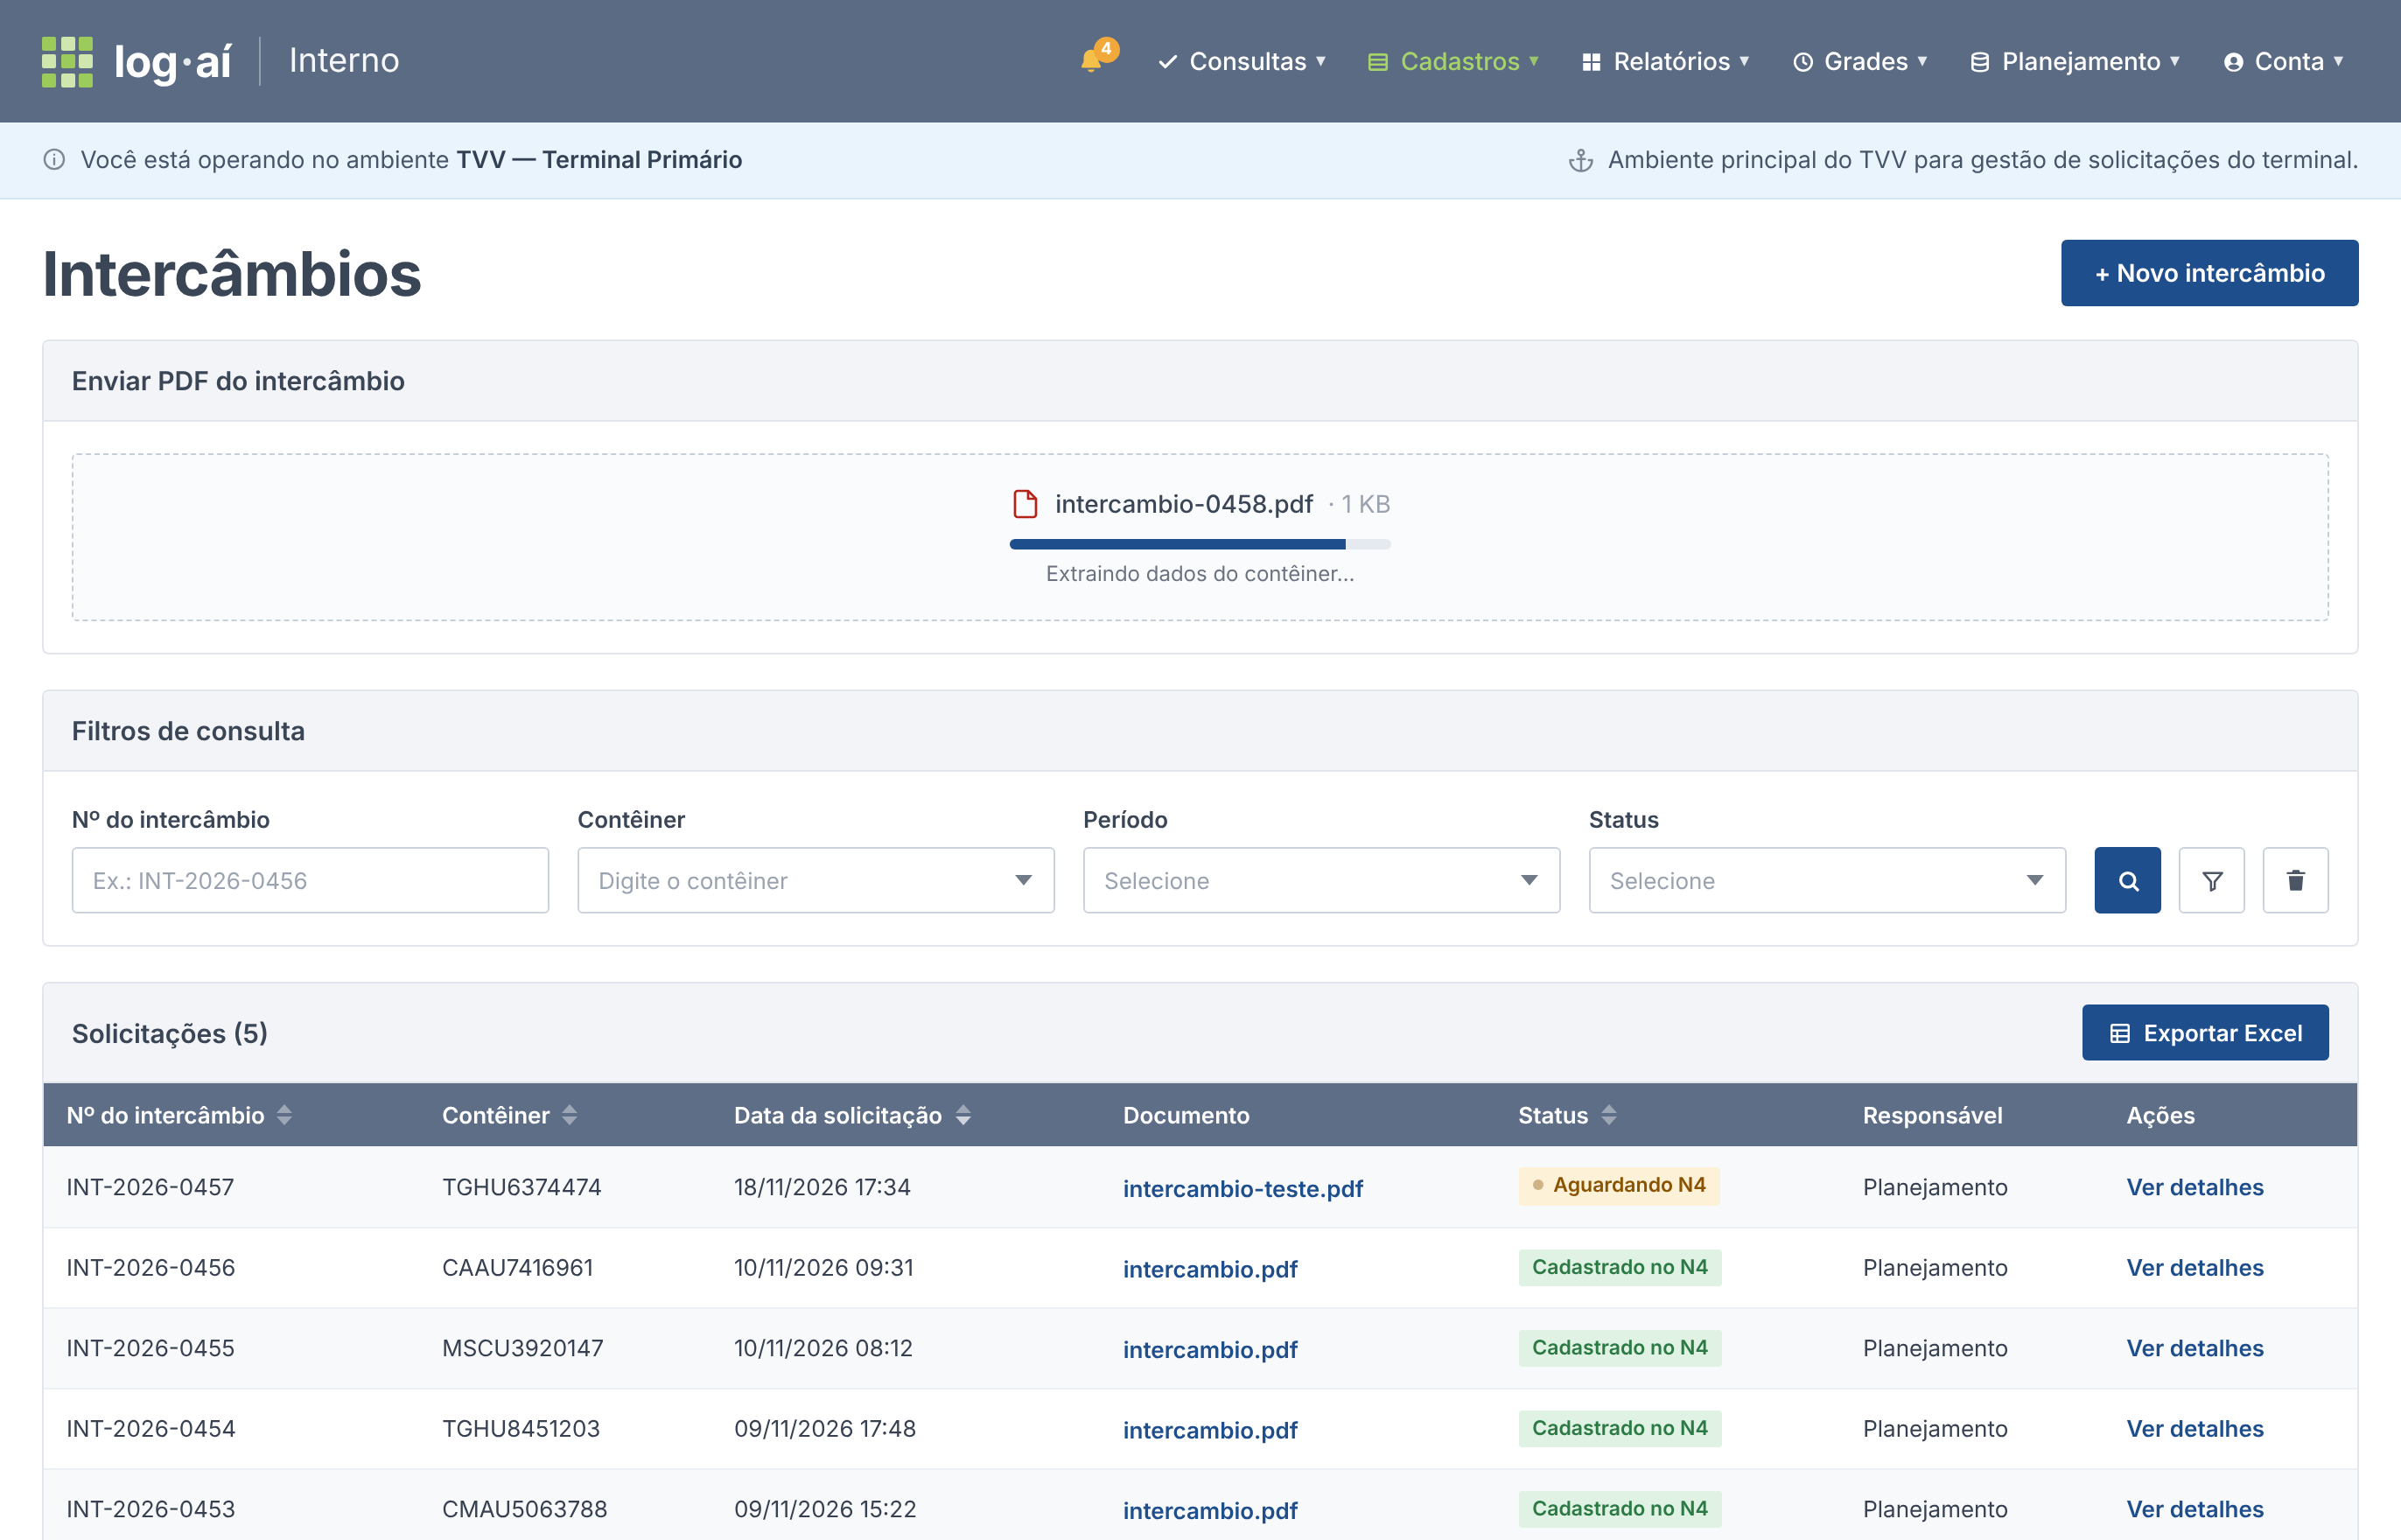 log·aí Interno 4 Consultas Cadastros Relatórios Grades Planejamento Conta
Você está operando no ambiente TVV — Terminal Primário Ambiente principal do TVV para gestão de solicitações do terminal.
Intercâmbios + Novo intercâmbio
Enviar PDF do intercâmbio
intercambio-0458.pdf · 1 KB
Extraindo dados do contêiner...
Filtros de consulta
Nº do intercâmbio Contêiner Período Status
Ex.: INT-2026-0456 Digite o contêiner Selecione Selecione
Solicitações (5) Exportar Excel
Nº do intercâmbio Contêiner Data da solicitação Documento Status Responsável Ações
INT-2026-0457 TGHU6374474 18/11/2026 17:34 intercambio-teste.pdf Aguardando N4 Planejamento Ver detalhes
INT-2026-0456 CAAU7416961 10/11/2026 09:31 intercambio.pdf Cadastrado no N4 Planejamento Ver detalhes
INT-2026-0455 MSCU3920147 10/11/2026 08:12 intercambio.pdf Cadastrado no N4 Planejamento Ver detalhes
INT-2026-0454 TGHU8451203 09/11/2026 17:48 intercambio.pdf Cadastrado no N4 Planejamento Ver detalhes
INT-2026-0453 CMAU5063788 09/11/2026 15:22 intercambio.pdf Cadastrado no N4 Planejamento Ver detalhes